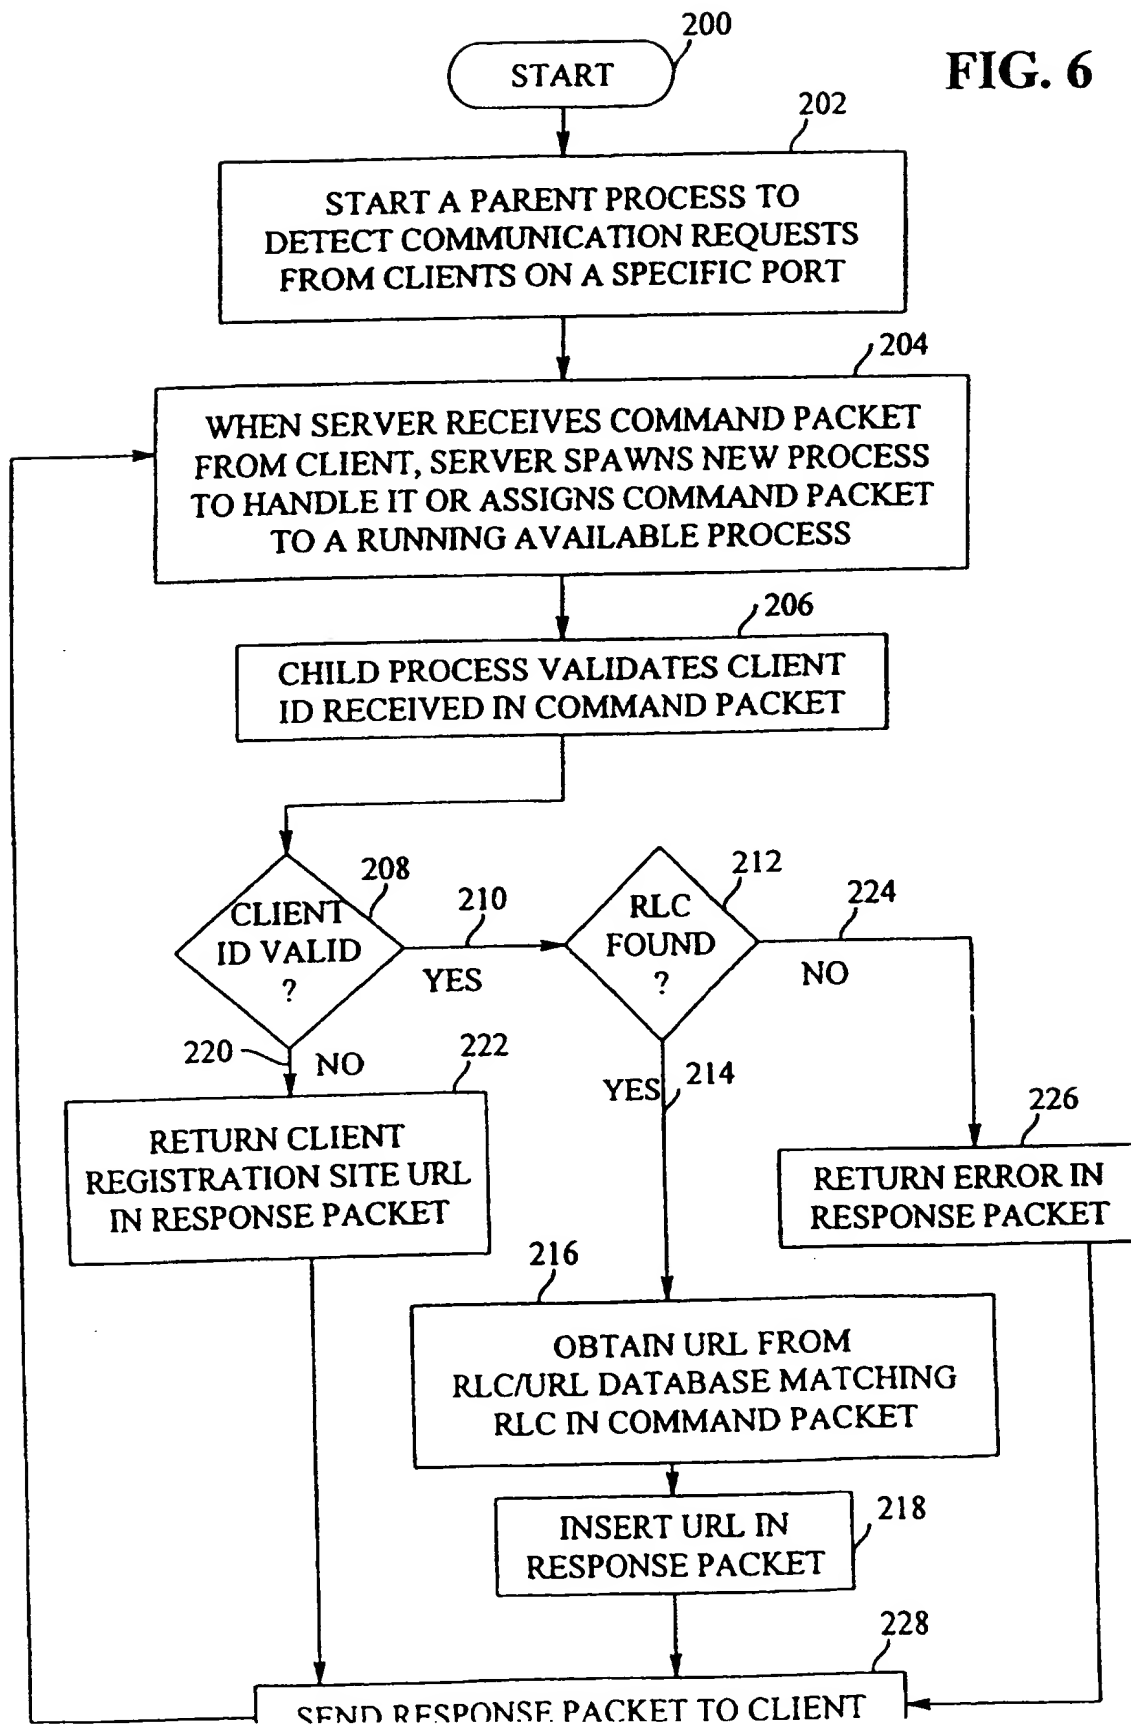 200
START
FIG. 6
202
START A PARENT PROCESS TO
DETECT COMMUNICATION REQUESTS
FROM CLIENTS ON A SPECIFIC PORT
204
WHEN SERVER RECEIVES COMMAND PACKET
FROM CLIENT, SERVER SPAWNS NEW PROCESS
TO HANDLE IT OR ASSIGNS COMMAND PACKET
TO A RUNNING AVAILABLE PROCESS
206
CHILD PROCESS VALIDATES CLIENT
ID RECEIVED IN COMMAND PACKET
208
CLIENT
ID VALID
?
210
YES
212
RLC
FOUND
?
224
NO
220
NO
222
RETURN CLIENT
REGISTRATION SITE URL
IN RESPONSE PACKET
YES
214
226
RETURN ERROR IN
RESPONSE PACKET
216
OBTAIN URL FROM
RLC/URL DATABASE MATCHING
RLC IN COMMAND PACKET
218
INSERT URL IN
RESPONSE PACKET
228
SEND RESPONSE PACKET TO CLIENT